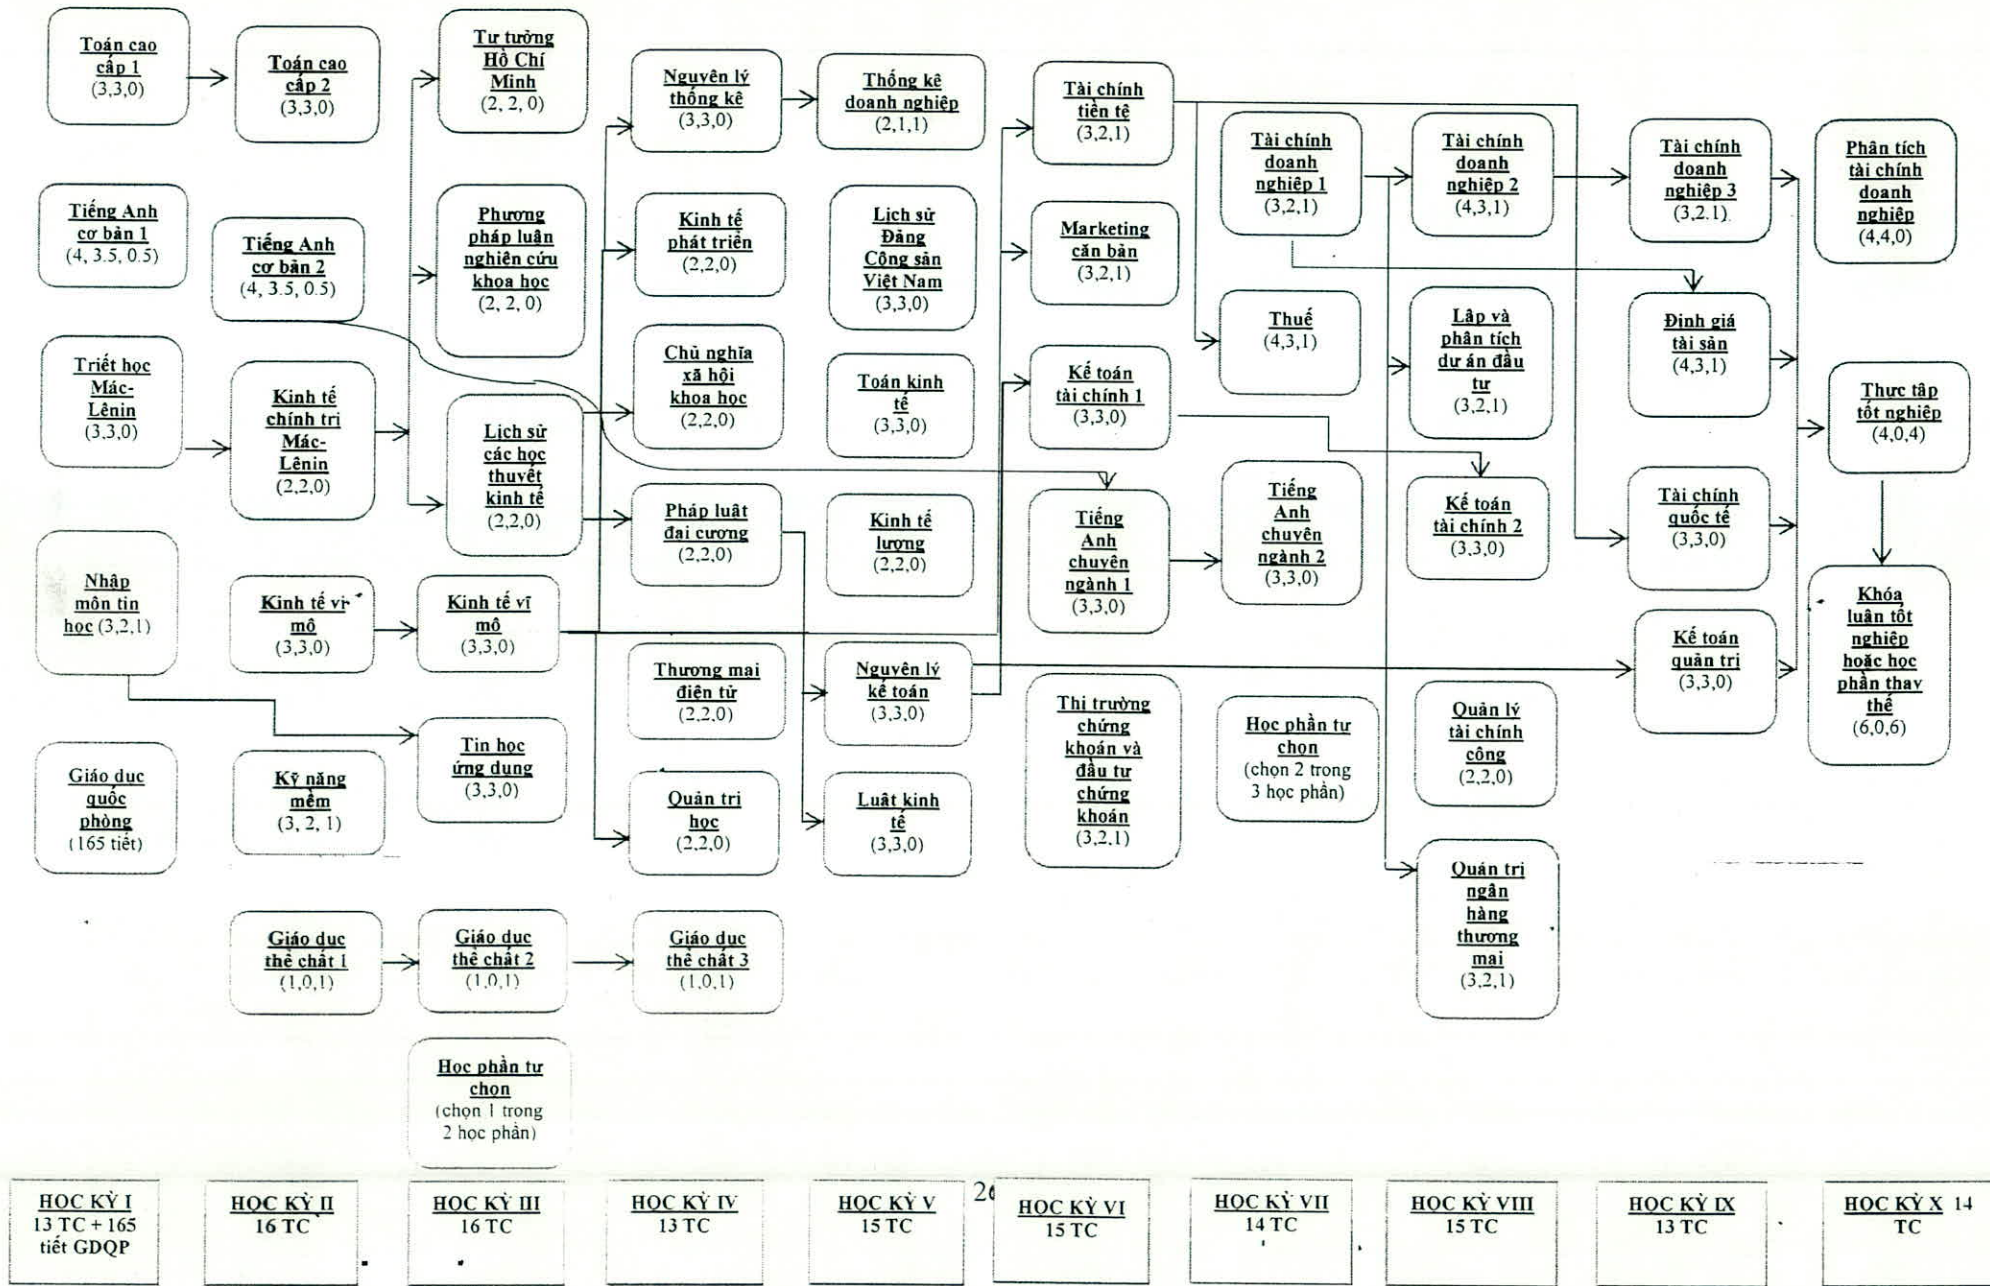 Toán cao
cấp 1
(3,3,0)
Tiếng Anh
cơ bản 1
(4, 3.5, 0.5)
Triết học
Mác-
Lênin
(3,3,0)
Nhập
môn tin
học (3,2,1)
Giáo dục
quốc
phòng
(165 tiết)
Toán cao
cấp 2
(3,3,0)
Tiếng Anh
cơ bản 2
(4, 3.5, 0.5)
Kinh tế
chính trị
Mác-
Lênin
(2,2,0)
Kinh tế vi
mô
(3,3,0)
Kỹ năng
mềm
(3, 2, 1)
Giáo dục
thể chất 1
(1,0,1)
Tư tưởng
Hồ Chí
Minh
(2, 2, 0)
Phương
pháp luận
nghiên cứu
khoa học
(2, 2, 0)
Lịch sử
các học
thuyết
kinh tế
(2,2,0)
Kinh tế vĩ
mô
(3,3,0)
Tin học
ứng dụng
(3,3,0)
Giáo dục
thể chất 2
(1,0,1)
Học phần tự
chọn
(chọn 1 trong
2 học phần)
Nguyên lý
thống kê
(3,3,0)
Kinh tế
phát triển
(2,2,0)
Chủ nghĩa
xã hội
khoa học
(2,2,0)
Pháp luật
đại cương
(2,2,0)
Thương mại
điện tử
(2,2,0)
Quản trị
học
(2,2,0)
Giáo dục
thể chất 3
(1,0,1)
Thống kê
doanh nghiệp
(2,1,1)
Lịch sử
Đảng
Cộng sản
Việt Nam
(3,3,0)
Toán kinh
tế
(3,3,0)
Kinh tế
lượng
(2,2,0)
Nguyên lý
kế toán
(3,3,0)
Luật kinh
tế
(3,3,0)
Tài chính
tiền tệ
(3,2,1)
Marketing
căn bản
(3,2,1)
Kế toán
tài chính 1
(3,3,0)
Tiếng
Anh
chuyên
ngành 1
(3,3,0)
Thị trường
chứng
khoán và
đầu tư
chứng
khoán
(3,2,1)
Tài chính
doanh
nghiệp 1
(3,2,1)
Thuế
(4,3,1)
Tiếng
Anh
chuyên
ngành 2
(3,3,0)
Học phần tự
chọn
(chọn 2 trong
3 học phần)
Tài chính
doanh
nghiệp 2
(4,3,1)
Lập và
phân tích
dự án đầu
tư
(3,2,1)
Kế toán
tài chính 2
(3,3,0)
Quản lý
tài chính
công
(2,2,0)
Quản trị
ngân
hàng
thương
mại
(3,2,1)
Tài chính
doanh
nghiệp 3
(3,2.1)
Định giá
tài sản
(4,3,1)
Tài chính
quốc tế
(3,3,0)
Kế toán
quản trị
(3,3,0)
Phân tích
tài chính
doanh
nghiệp
(4,4,0)
Thực tập
tốt nghiệp
(4,0,4)
Khóa
luận tốt
nghiệp
hoặc học
phần thay
thế
(6,0,6)
HỌC KỲ I
13 TC + 165
tiết GDQP
HỌC KỲ II
16 TC
HỌC KỲ III
16 TC
HỌC KỲ IV
13 TC
HỌC KỲ V
15 TC
HỌC KỲ VI
15 TC
HỌC KỲ VII
14 TC
HỌC KỲ VIII
15 TC
HỌC KỲ IX
13 TC
HỌC KỲ X 14
TC